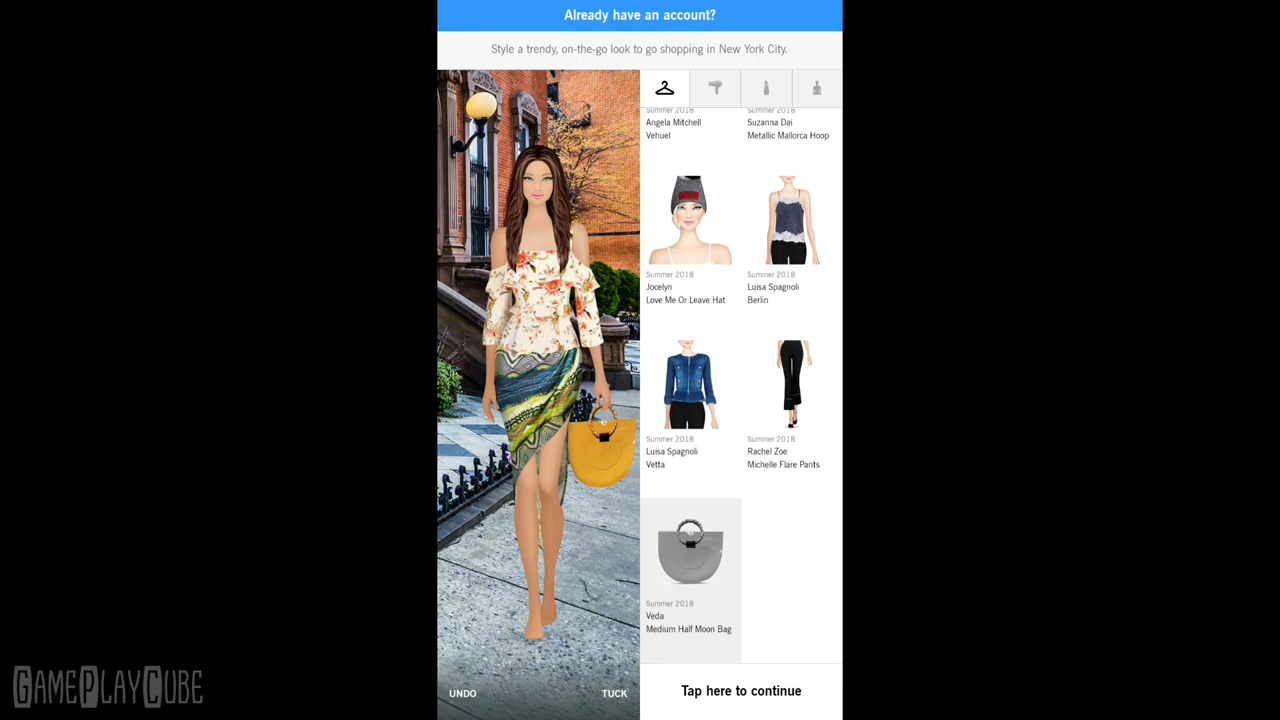 Already have an account?
Style a trendy, on-the-go look to go shopping in New York City.
Summer 2018
Angela Mitchell
Vehuel
Summer 2018
Suzanna Dai
Metallic Mallorca Hoop
Summer 2018
Jocelyn
Love Me Or Leave Hat
Summer 2018
Luisa Spagnoli
Berlin
Summer 2018
Luisa Spagnoli
Vetta
Summer 2018
Rachel Zoe
Michelle Flare Pants
Summer 2018
Veda
Medium Half Moon Bag
UNDO
TUCK
Tap here to continue
GAMEPLAYCUBE